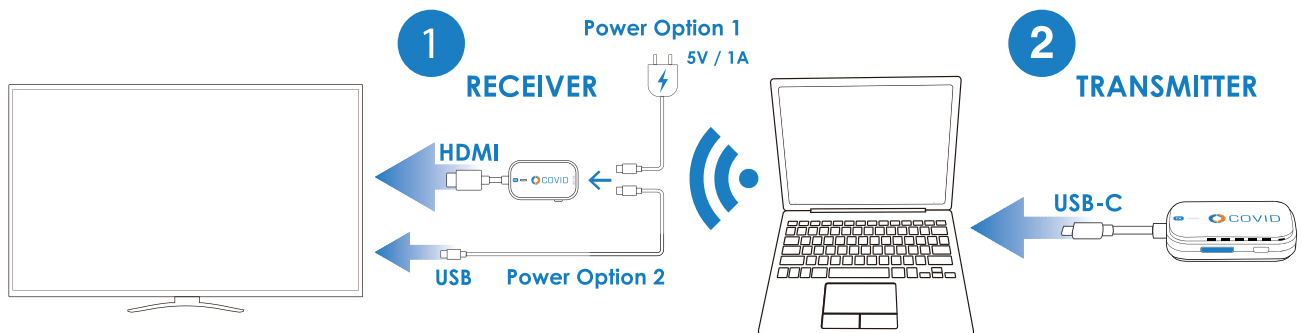 1
RECEIVER
Power Option 1
5V / 1A
HDMI
COVID
USB
Power Option 2
2
TRANSMITTER
USB-C
COVID